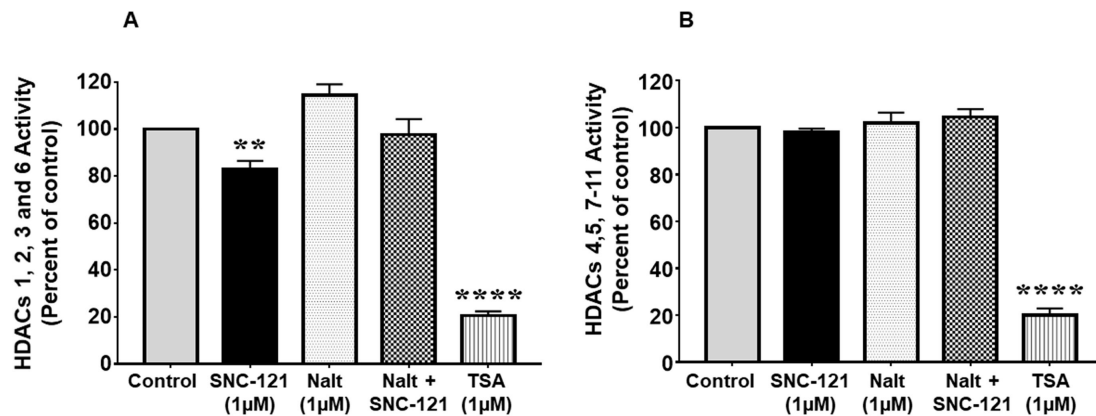 A
HDACs 1, 2, 3 and 6 Activity
(Percent of control)
120
100
80
60
40
20
0
**
****
Control
SNC-121
(1µM)
Nalt
(1µM)
Nalt +
SNC-121
TSA
(1µM)
B
HDACs 4,5, 7-11 Activity
(Percent of control)
120
100
80
60
40
20
0
****
Control
SNC-121
(1µM)
Nalt
(1µM)
Nalt +
SNC-121
TSA
(1µM)